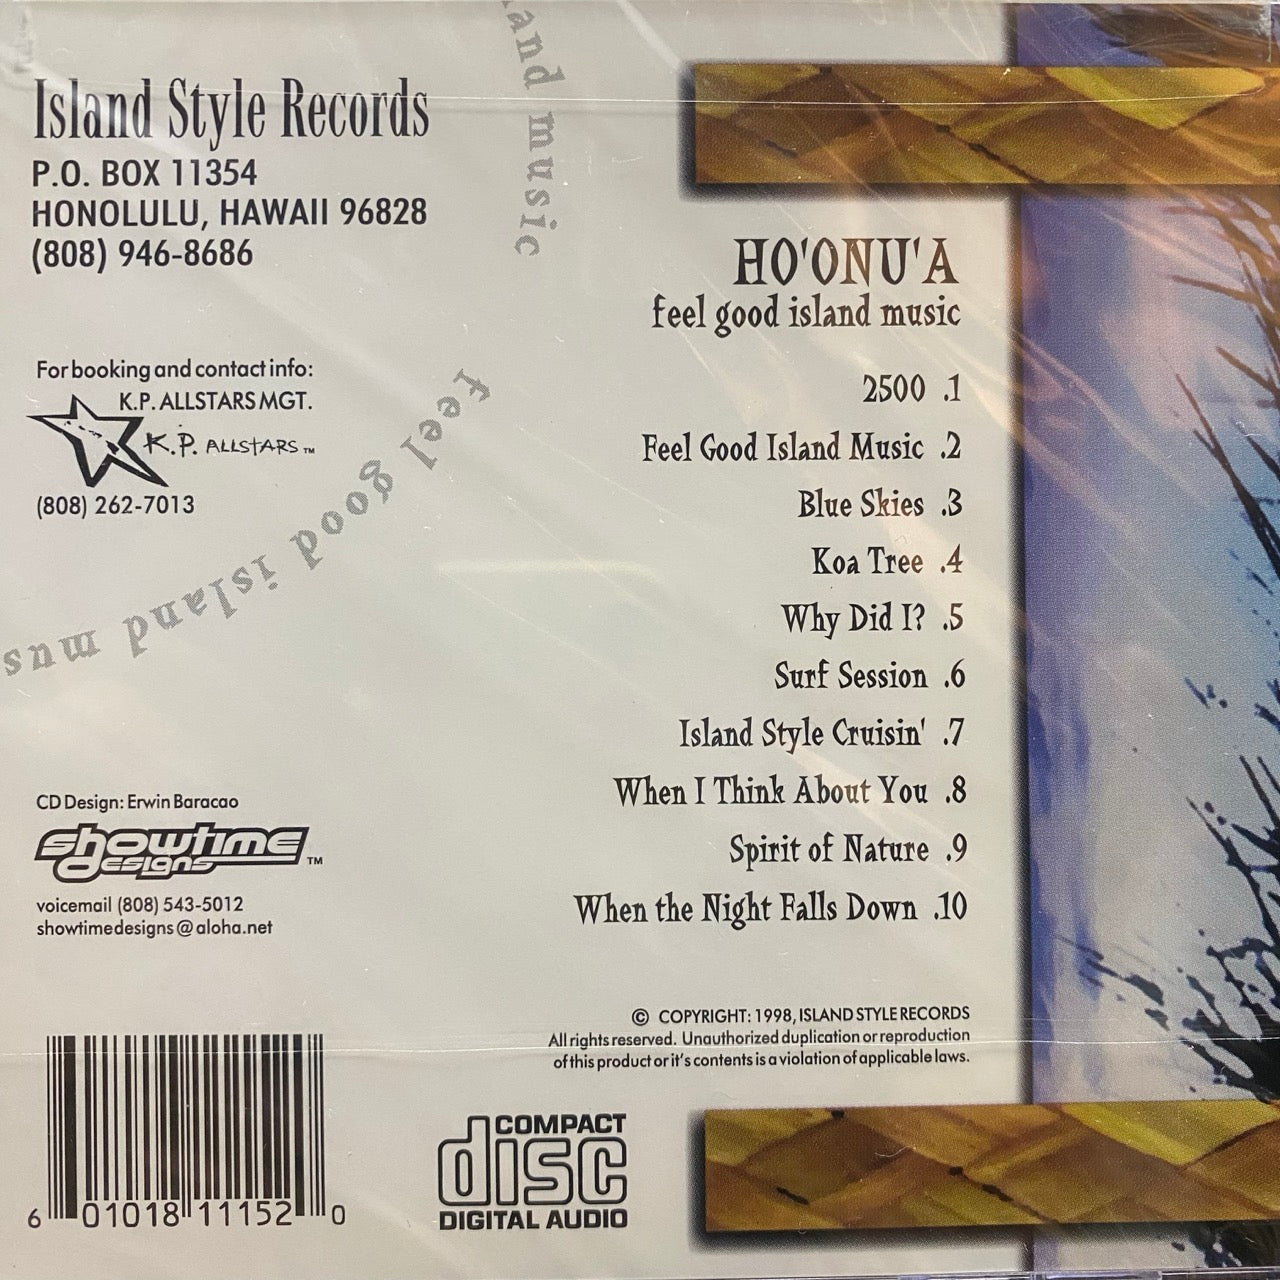 Island Style Records
P.O. BOX 11354
HONOLULU, HAWAII 96828
(808) 946-8686
and music
For booking and contact info:
K.P. ALLSTARS MGT.
K.P. ALLSTARS™
(808) 262-7013
feel good island mus
HO'ONU'A
feel good island music
2500 .1
Feel Good Island Music .2
Blue Skies .3
Koa Tree .4
Why Did I? .5
Surf Session .6
Island Style Cruisin' .7
When I Think About You .8
Spirit of Nature .9
When the Night Falls Down .10
CD Design: Erwin Baracao
showtime
designs™
voicemail (808) 543-5012
showtimedesigns@aloha.net
© COPYRIGHT: 1998, ISLAND STYLE RECORDS
All rights reserved. Unauthorized duplication or reproduction
of this product or it's contents is a violation of applicable laws.
6 01018 11152 0
COMPACT
disc
DIGITAL AUDIO